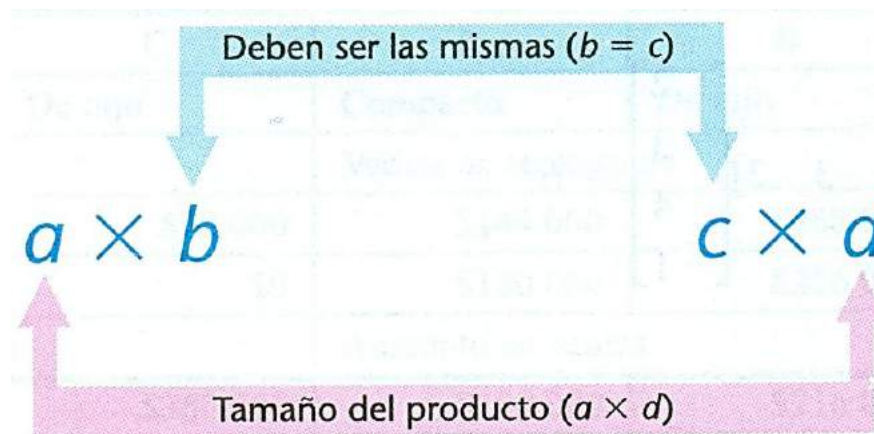 Deben ser las mismas (b = c)
a × b c × d
Tamaño del producto (a × d)